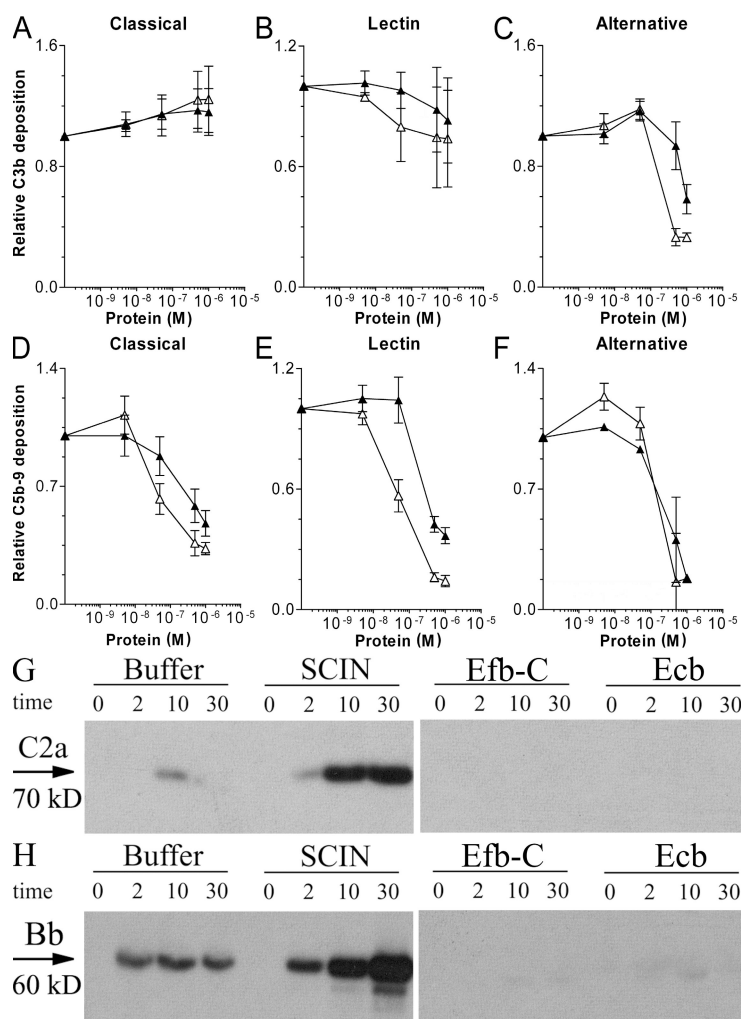 A Classical B Lectin C Alternative
Relative C3b deposition
1.6
0.8
0.0
1.2
0.6
0.0
1.6
0.8
0.0
10-9 10-8 10-7 10-6 10-5
10-9 10-8 10-7 10-6 10-5
10-9 10-8 10-7 10-6 10-5
Protein (M) Protein (M) Protein (M)
D Classical E Lectin F Alternative
Relative C5b-9 deposition
1.4
0.7
0.0
1.2
0.6
0.0
1.4
0.7
0.0
10-9 10-8 10-7 10-6 10-5
10-9 10-8 10-7 10-6 10-5
10-9 10-8 10-7 10-6 10-5
Protein (M) Protein (M) Protein (M)
G Buffer SCIN Efb-C Ecb
time 0 2 10 30 0 2 10 30 0 2 10 30 0 2 10 30
C2a
70 kD
H Buffer SCIN Efb-C Ecb
time 0 2 10 30 0 2 10 30 0 2 10 30 0 2 10 30
Bb
60 kD